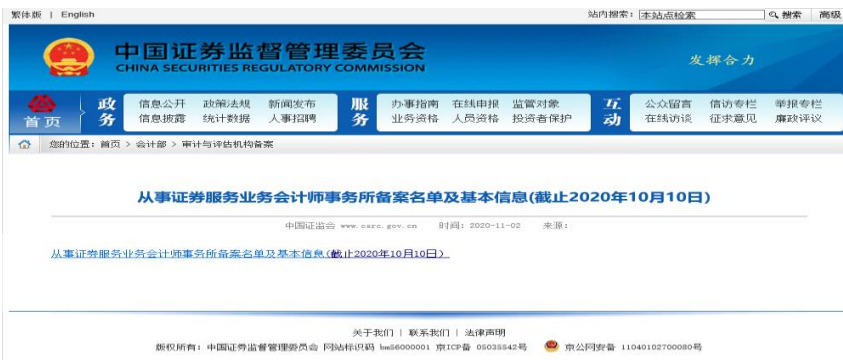 繁体版 | English 站内搜索: 本站点检索 搜索 高级
中国证券监督管理委员会
CHINA SECURITIES REGULATORY COMMISSION
发挥合力
首页 政务 信息公开 政策法规 新闻发布 服务 办事指南 在线申报 监管对象 互动 公众留言 信访专栏 举报专栏
信息披露 统计数据 人事招聘 业务资格 人员资格 投资者保护 在线访谈 征求意见 廉政评议
您的位置: 首页 > 会计部 > 审计与评估机构备案
从事证券服务业务会计师事务所备案名单及基本信息(截止2020年10月10日)
中国证监会 www.csrc.gov.cn 时间: 2020-11-02 来源:
从事证券服务业务会计师事务所备案名单及基本信息(截止2020年10月10日)
关于我们 | 联系我们 | 法律声明
版权所有: 中国证券监督管理委员会 网站标识码 bm56000001 京ICP备 05035542号 京公网安备 11040102700080号